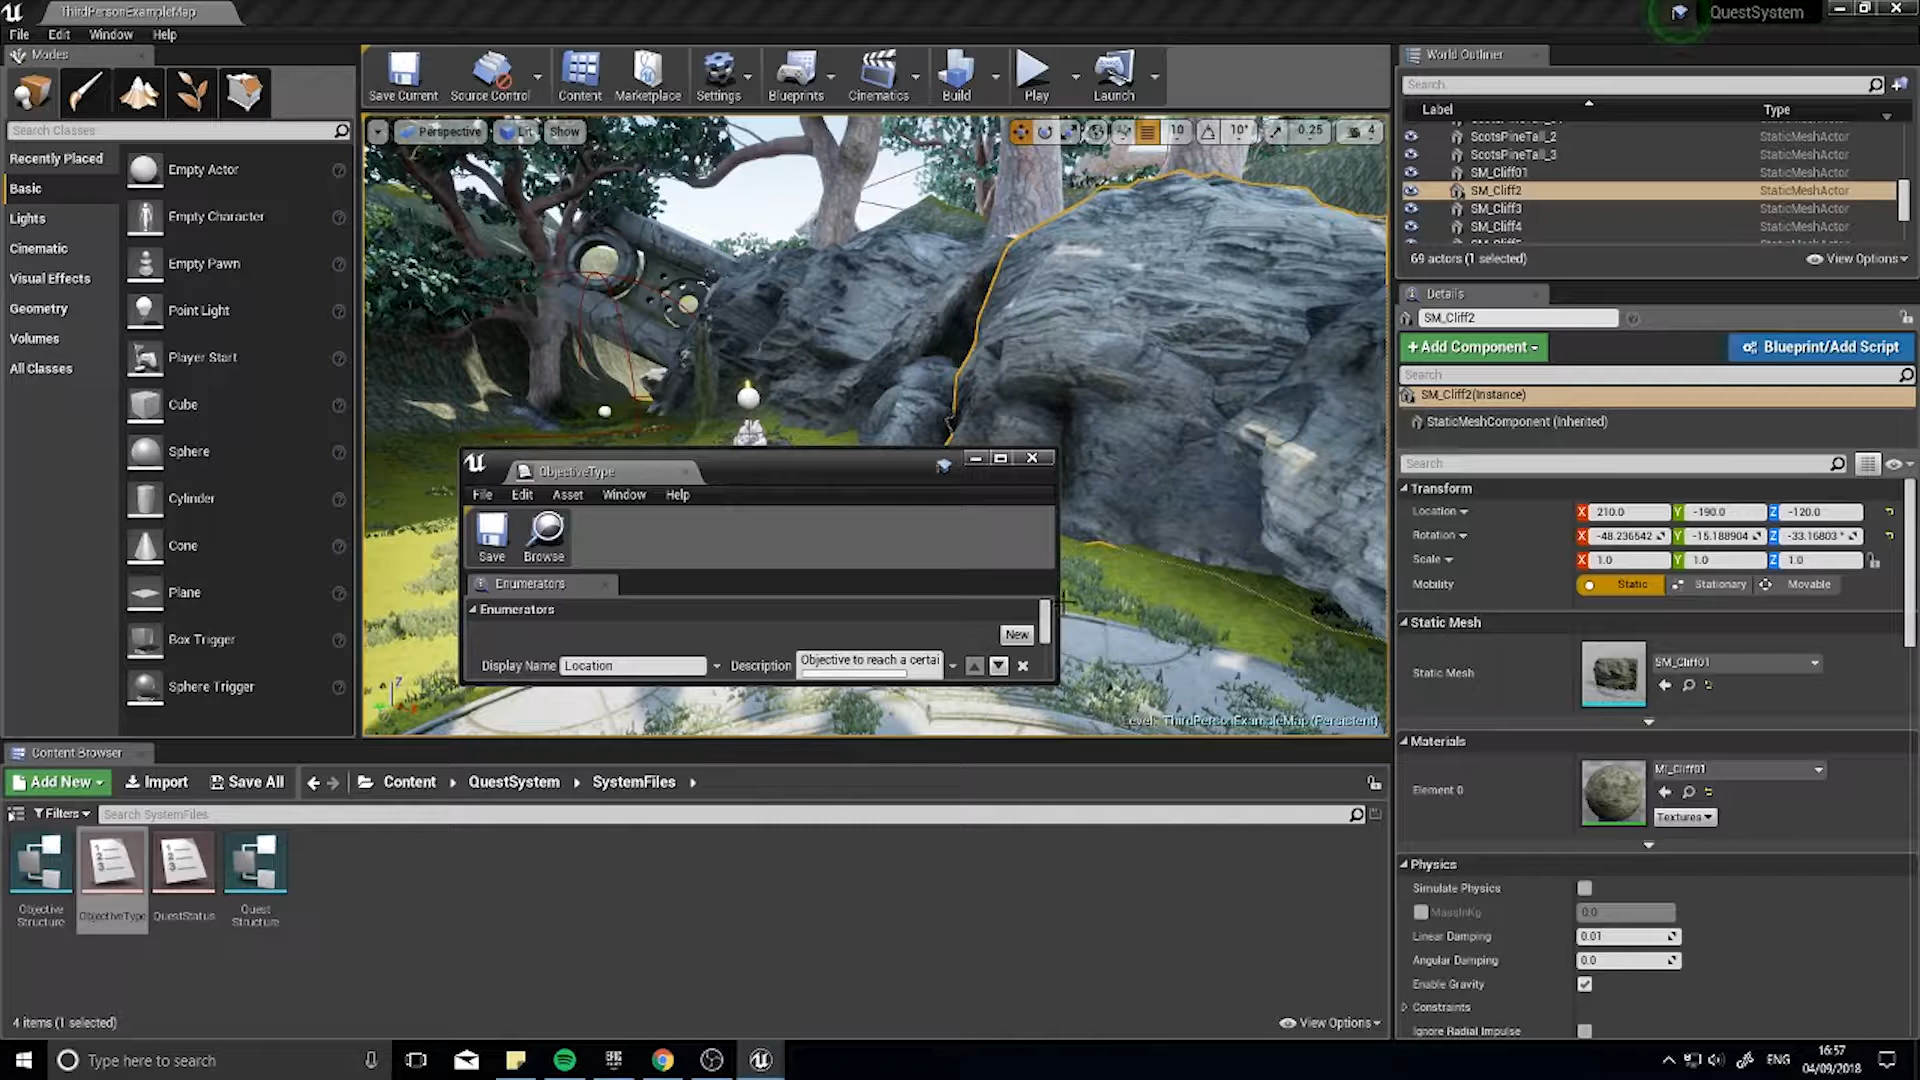 ThirdPersonExampleMap
QuestSystem
File Edit Window Help
Modes
Search Classes
Recently Placed
Basic
Lights
Cinematic
Visual Effects
Geometry
Volumes
All Classes
Empty Actor
Empty Character
Empty Pawn
Point Light
Player Start
Cube
Sphere
Cylinder
Cone
Plane
Box Trigger
Sphere Trigger
Save Current Source Control Content Marketplace Settings Blueprints Cinematics Build Play Launch
Perspective Lit Show
10 10° 0.25 4
Level: ThirdPersonExampleMap (Persistent)
ObjectiveType
File Edit Asset Window Help
Save Browse
Enumerators
Enumerators
New
Display Name Location Description Objective to reach a certai
World Outliner
Search
Label Type
ScotsPineTall_2 StaticMeshActor
ScotsPineTall_3 StaticMeshActor
SM_Cliff01 StaticMeshActor
SM_Cliff2 StaticMeshActor
SM_Cliff3 StaticMeshActor
SM_Cliff4 StaticMeshActor
69 actors (1 selected) View Options
Details
SM_Cliff2
+Add Component Blueprint/Add Script
Search
SM_Cliff2(Instance)
StaticMeshComponent (Inherited)
Search
Transform
Location X 210.0 Y -190.0 Z -120.0
Rotation X -48.236542 Y -15.188904 Z -33.16803 °
Scale X 1.0 Y 1.0 Z 1.0
Mobility Static Stationary Movable
Static Mesh
Static Mesh SM_Cliff01
Materials
Element 0 MI_Cliff01
Textures
Physics
Simulate Physics
MassInKg 0.0
Linear Damping 0.01
Angular Damping 0.0
Enable Gravity
Constraints
Ignore Radial Impulse
Content Browser
Add New Import Save All Content QuestSystem SystemFiles
Filters Search SystemFiles
Objective Structure
ObjectiveType
QuestStatus
Quest Structure
4 items (1 selected) View Options
Type here to search
EPIC
ENG
16:57
04/09/2018